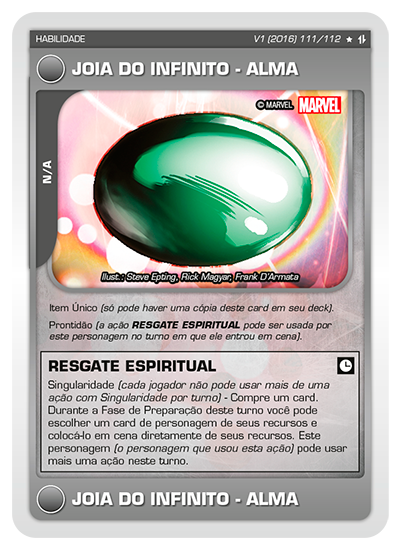 HABILIDADE V1 (2016) 111/112
JOIA DO INFINITO - ALMA
© MARVEL MARVEL
N/A
Ilust.: Steve Epting, Rick Magyar, Frank D'Armata
Item Único (só pode haver uma cópia deste card em seu deck).
Prontidão (a ação RESGATE ESPIRITUAL pode ser usada por
este personagem no turno em que ele entrou em cena).
RESGATE ESPIRITUAL
Singularidade (cada jogador não pode usar mais de uma
ação com Singularidade por turno) - Compre um card.
Durante a Fase de Preparação deste turno você pode
escolher um card de personagem de seus recursos e
colocá-lo em cena diretamente de seus recursos. Este
personagem (o personagem que usou esta ação) pode usar
mais uma ação neste turno.
JOIA DO INFINITO - ALMA